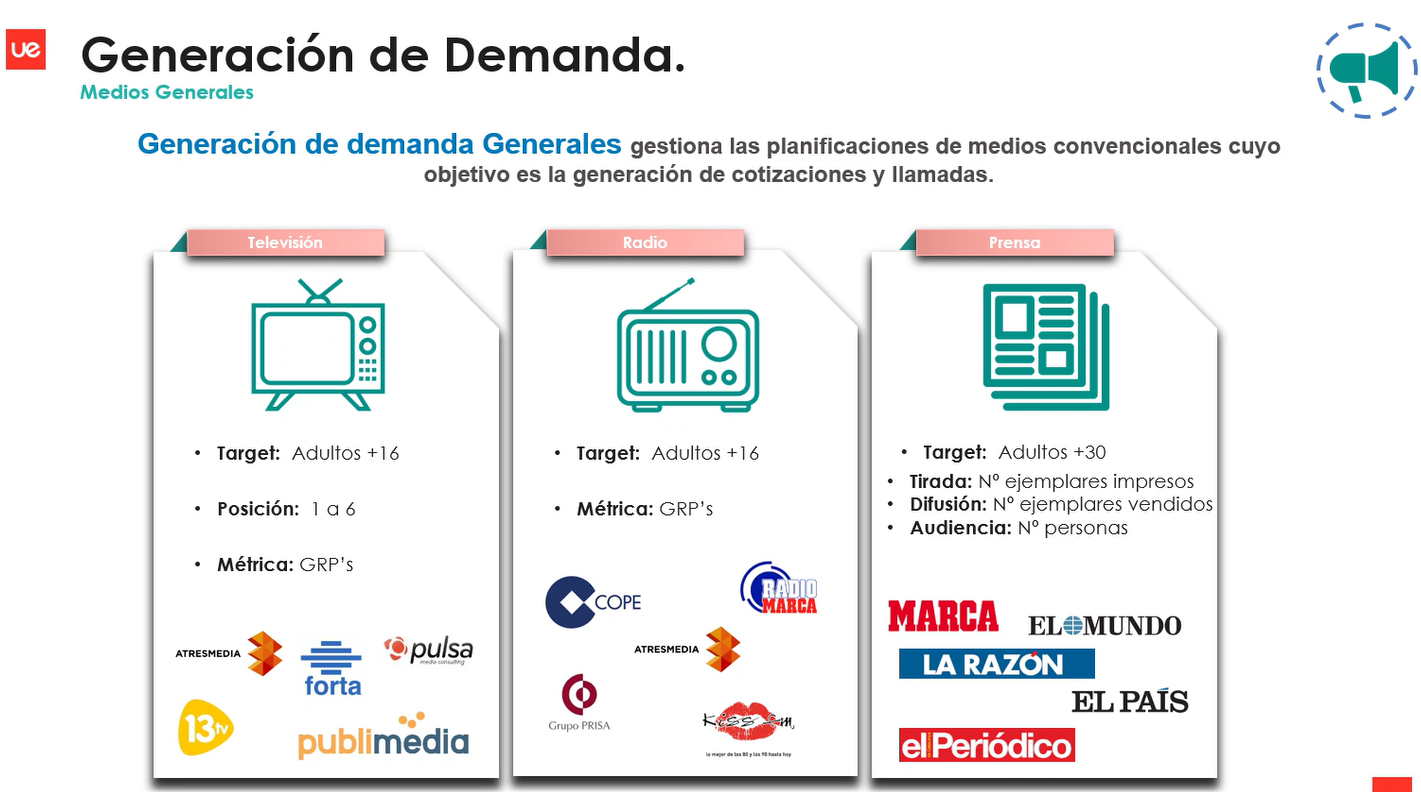 ue
Generación de Demanda.
Medios Generales
Generación de demanda Generales gestiona las planificaciones de medios convencionales cuyo
objetivo es la generación de cotizaciones y llamadas.
Televisión
• Target: Adultos +16
• Posición: 1 a 6
• Métrica: GRP’s
ATRESMEDIA
forta
pulsa
media consulting
13tv
publimedia
Radio
• Target: Adultos +16
• Métrica: GRP’s
COPE
RADIO
MARCA
ATRESMEDIA
Grupo PRISA
Kiss fm
lo mejor de los 80 y los 90 hasta hoy
Prensa
• Target: Adultos +30
• Tirada: Nº ejemplares impresos
• Difusión: Nº ejemplares vendidos
• Audiencia: Nº personas
MARCA
EL MUNDO
LA RAZÓN
EL PAÍS
el Periódico